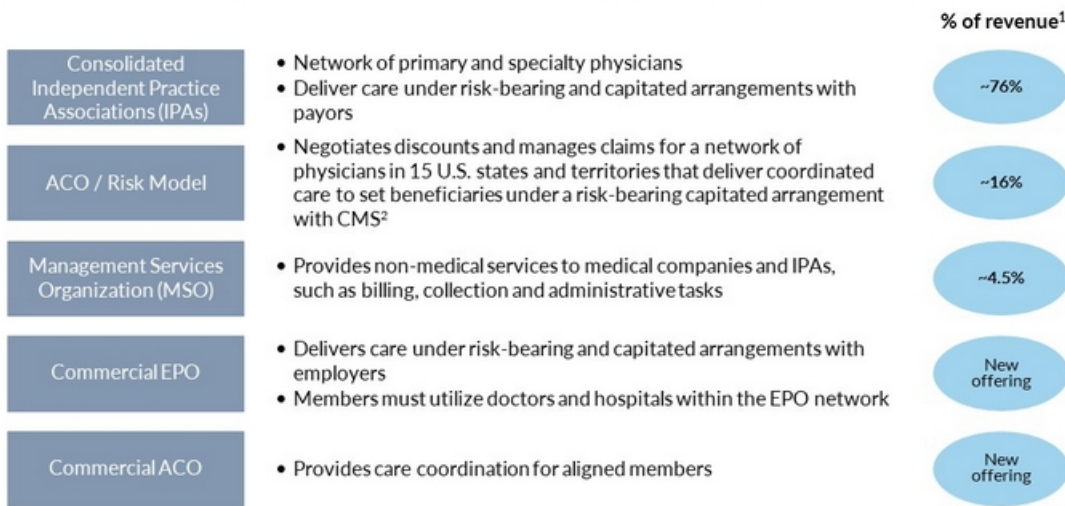 % of revenue¹
Consolidated
Independent Practice
Associations (IPAs)
• Network of primary and specialty physicians
• Deliver care under risk-bearing and capitated arrangements with
payors
~76%
ACO / Risk Model
• Negotiates discounts and manages claims for a network of
physicians in 15 U.S. states and territories that deliver coordinated
care to set beneficiaries under a risk-bearing capitated arrangement
with CMS²
~16%
Management Services
Organization (MSO)
• Provides non-medical services to medical companies and IPAs,
such as billing, collection and administrative tasks
~4.5%
Commercial EPO
• Delivers care under risk-bearing and capitated arrangements with
employers
• Members must utilize doctors and hospitals within the EPO network
New
offering
Commercial ACO
• Provides care coordination for aligned members
New
offering